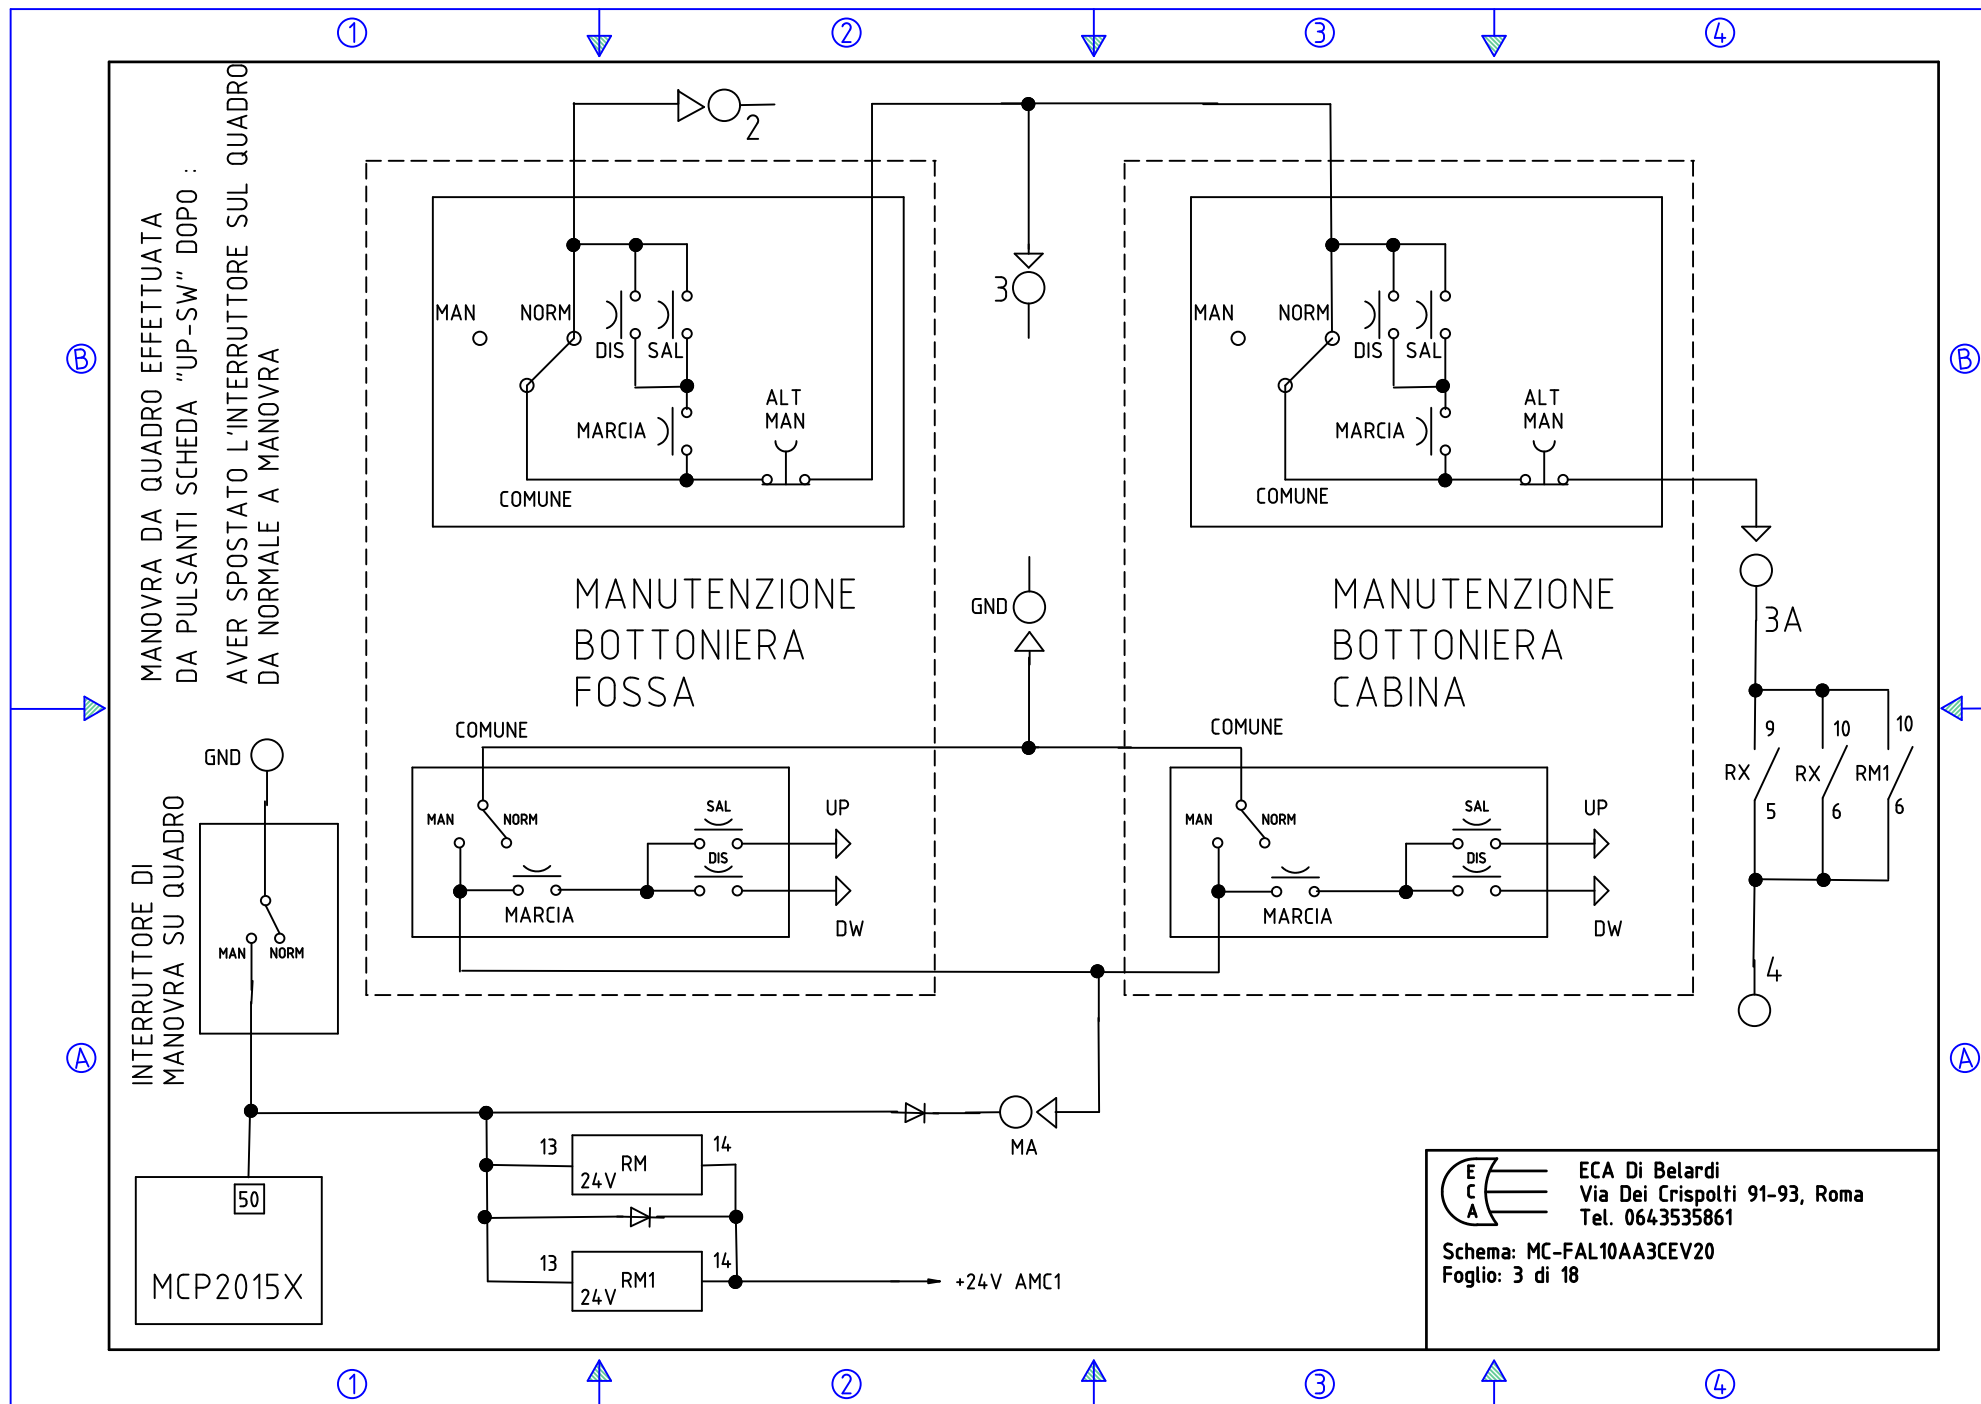 1
2
3
4
MANOVRA DA QUADRO EFFETTUATA
DA PULSANTI SCHEDA "UP-SW" DOPO :
AVER SPOSTATO L'INTERRUTTORE SUL QUADRO
DA NORMALE A MANOVRA
2
3
B
B
MAN
NORM
DIS
SAL
MARCIA
ALT
MAN
COMUNE
MANUTENZIONE
BOTTONIERA
FOSSA
MAN
NORM
DIS
SAL
MARCIA
ALT
MAN
COMUNE
MANUTENZIONE
BOTTONIERA
CABINA
GND
3A
9
10
10
RX
RX
RM1
5
6
6
4
COMUNE
MAN
NORM
SAL
DIS
MARCIA
UP
DW
COMUNE
MAN
NORM
SAL
DIS
MARCIA
UP
DW
GND
INTERRUTTORE DI
MANOVRA SU QUADRO
MAN
NORM
A
A
MA
50
MCP2015X
13
RM
24V
14
13
RM1
24V
14
+24V AMC1
E
C
A
ECA Di Belardi
Via Dei Crispolti 91-93, Roma
Tel. 0643535861
Schema: MC-FAL10AA3CEV20
Foglio: 3 di 18
1
2
3
4